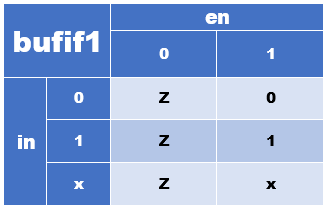 bufif1 en
0 1
in 0 Z 0
1 Z 1
x Z x